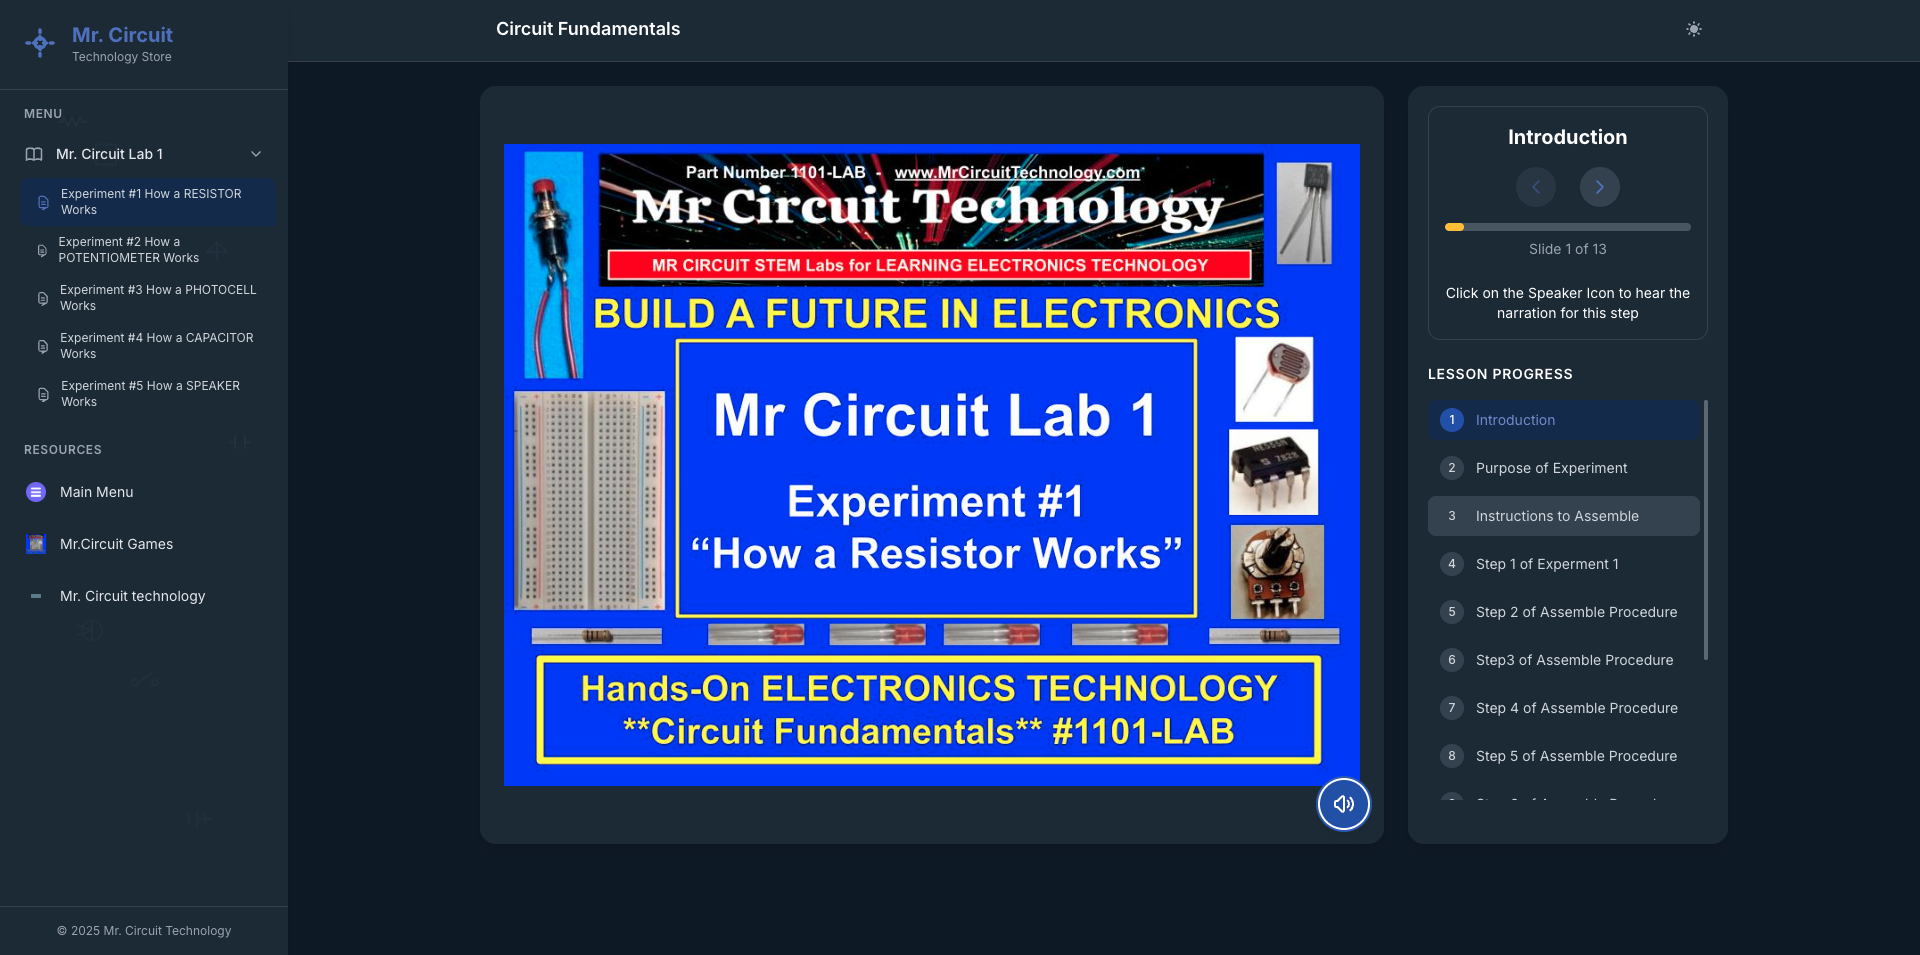 Mr. Circuit
Technology Store
MENU
Mr. Circuit Lab 1
Experiment #1 How a RESISTOR
Works
Experiment #2 How a
POTENTIOMETER Works
Experiment #3 How a PHOTOCELL
Works
Experiment #4 How a CAPACITOR
Works
Experiment #5 How a SPEAKER
Works
RESOURCES
Main Menu
Mr.Circuit Games
Mr. Circuit technology
© 2025 Mr. Circuit Technology
Circuit Fundamentals
Part Number 1101-LAB - www.MrCircuitTechnology.com
Mr Circuit Technology
MR CIRCUIT STEM Labs for LEARNING ELECTRONICS TECHNOLOGY
BUILD A FUTURE IN ELECTRONICS
Mr Circuit Lab 1
Experiment #1
“How a Resistor Works”
Hands-On ELECTRONICS TECHNOLOGY
**Circuit Fundamentals** #1101-LAB
Introduction
Slide 1 of 13
Click on the Speaker Icon to hear the
narration for this step
LESSON PROGRESS
1 Introduction
2 Purpose of Experiment
3 Instructions to Assemble
4 Step 1 of Experment 1
5 Step 2 of Assemble Procedure
6 Step3 of Assemble Procedure
7 Step 4 of Assemble Procedure
8 Step 5 of Assemble Procedure